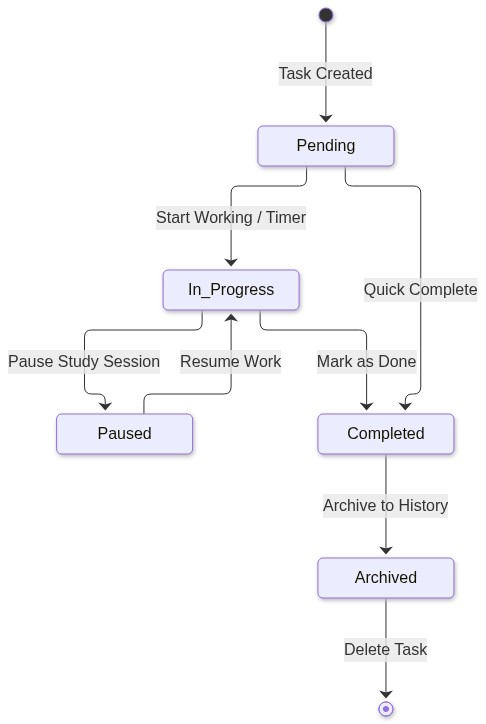 Task Created
Pending
Start Working / Timer
In_Progress
Quick Complete
Pause Study Session
Resume Work
Mark as Done
Paused
Completed
Archive to History
Archived
Delete Task